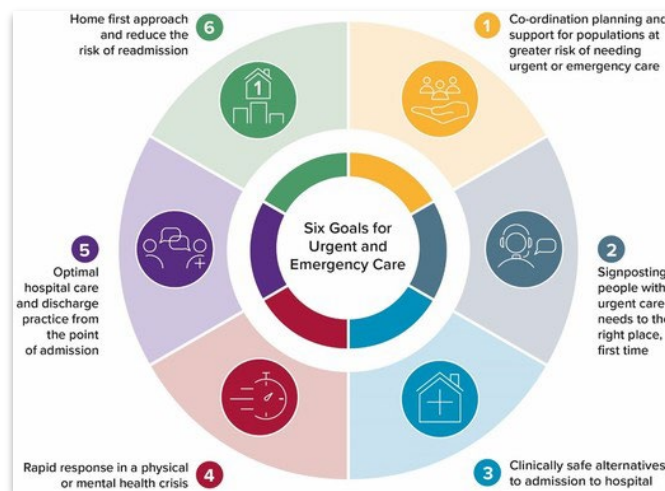 Six Goals for
Urgent and
Emergency Care
1
Co-ordination planning and
support for populations at
greater risk of needing
urgent or emergency care
2
Signposting
people with
urgent care
needs to the
right place,
first time
3
Clinically safe alternatives
to admission to hospital
4
Rapid response in a physical
or mental health crisis
5
Optimal
hospital care
and discharge
practice from
the point
of admission
6
Home first approach
and reduce the
risk of readmission
1